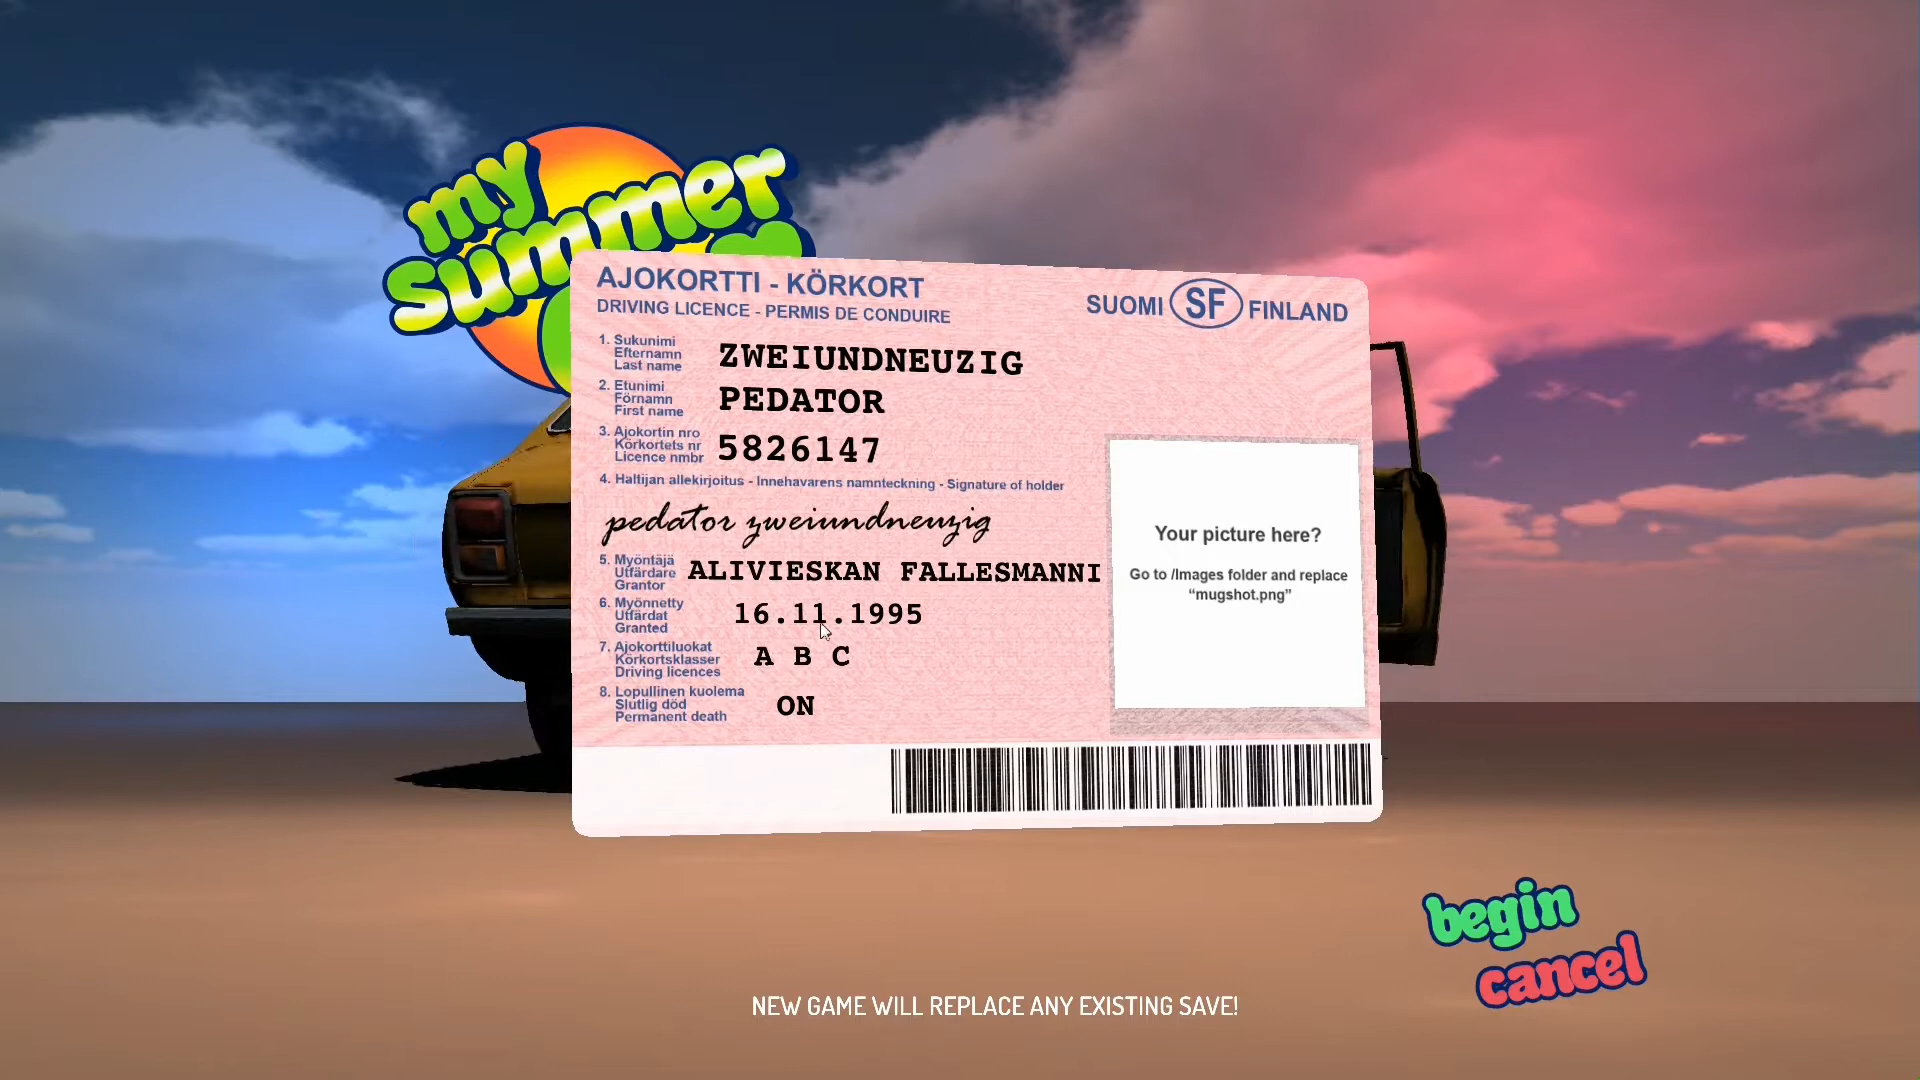 my
summer
AJOKORTTI - KÖRKORT
DRIVING LICENCE - PERMIS DE CONDUIRE
SUOMI SF FINLAND
1. Sukunimi
Efternamn
Last name
ZWEIUNDNEUZIG
2. Etunimi
Förnamn
First name
PEDATOR
3. Ajokortin nro
Körkortets nr
Licence nmbr
5826147
4. Haltijan allekirjoitus - Innehavarens namnteckning - Signature of holder
pedator zweiundneuzig
5. Myöntäjä
Utfärdare
Grantor
ALIVIESKAN FALLESMANNI
6. Myönnetty
Utfärdat
Granted
16.11.1995
7. Ajokorttiluokat
Körkortsklasser
Driving licences
A B C
8. Lopullinen kuolema
Slutlig död
Permanent death
ON
Your picture here?
Go to /Images folder and replace
“mugshot.png”
begin
cancel
NEW GAME WILL REPLACE ANY EXISTING SAVE!